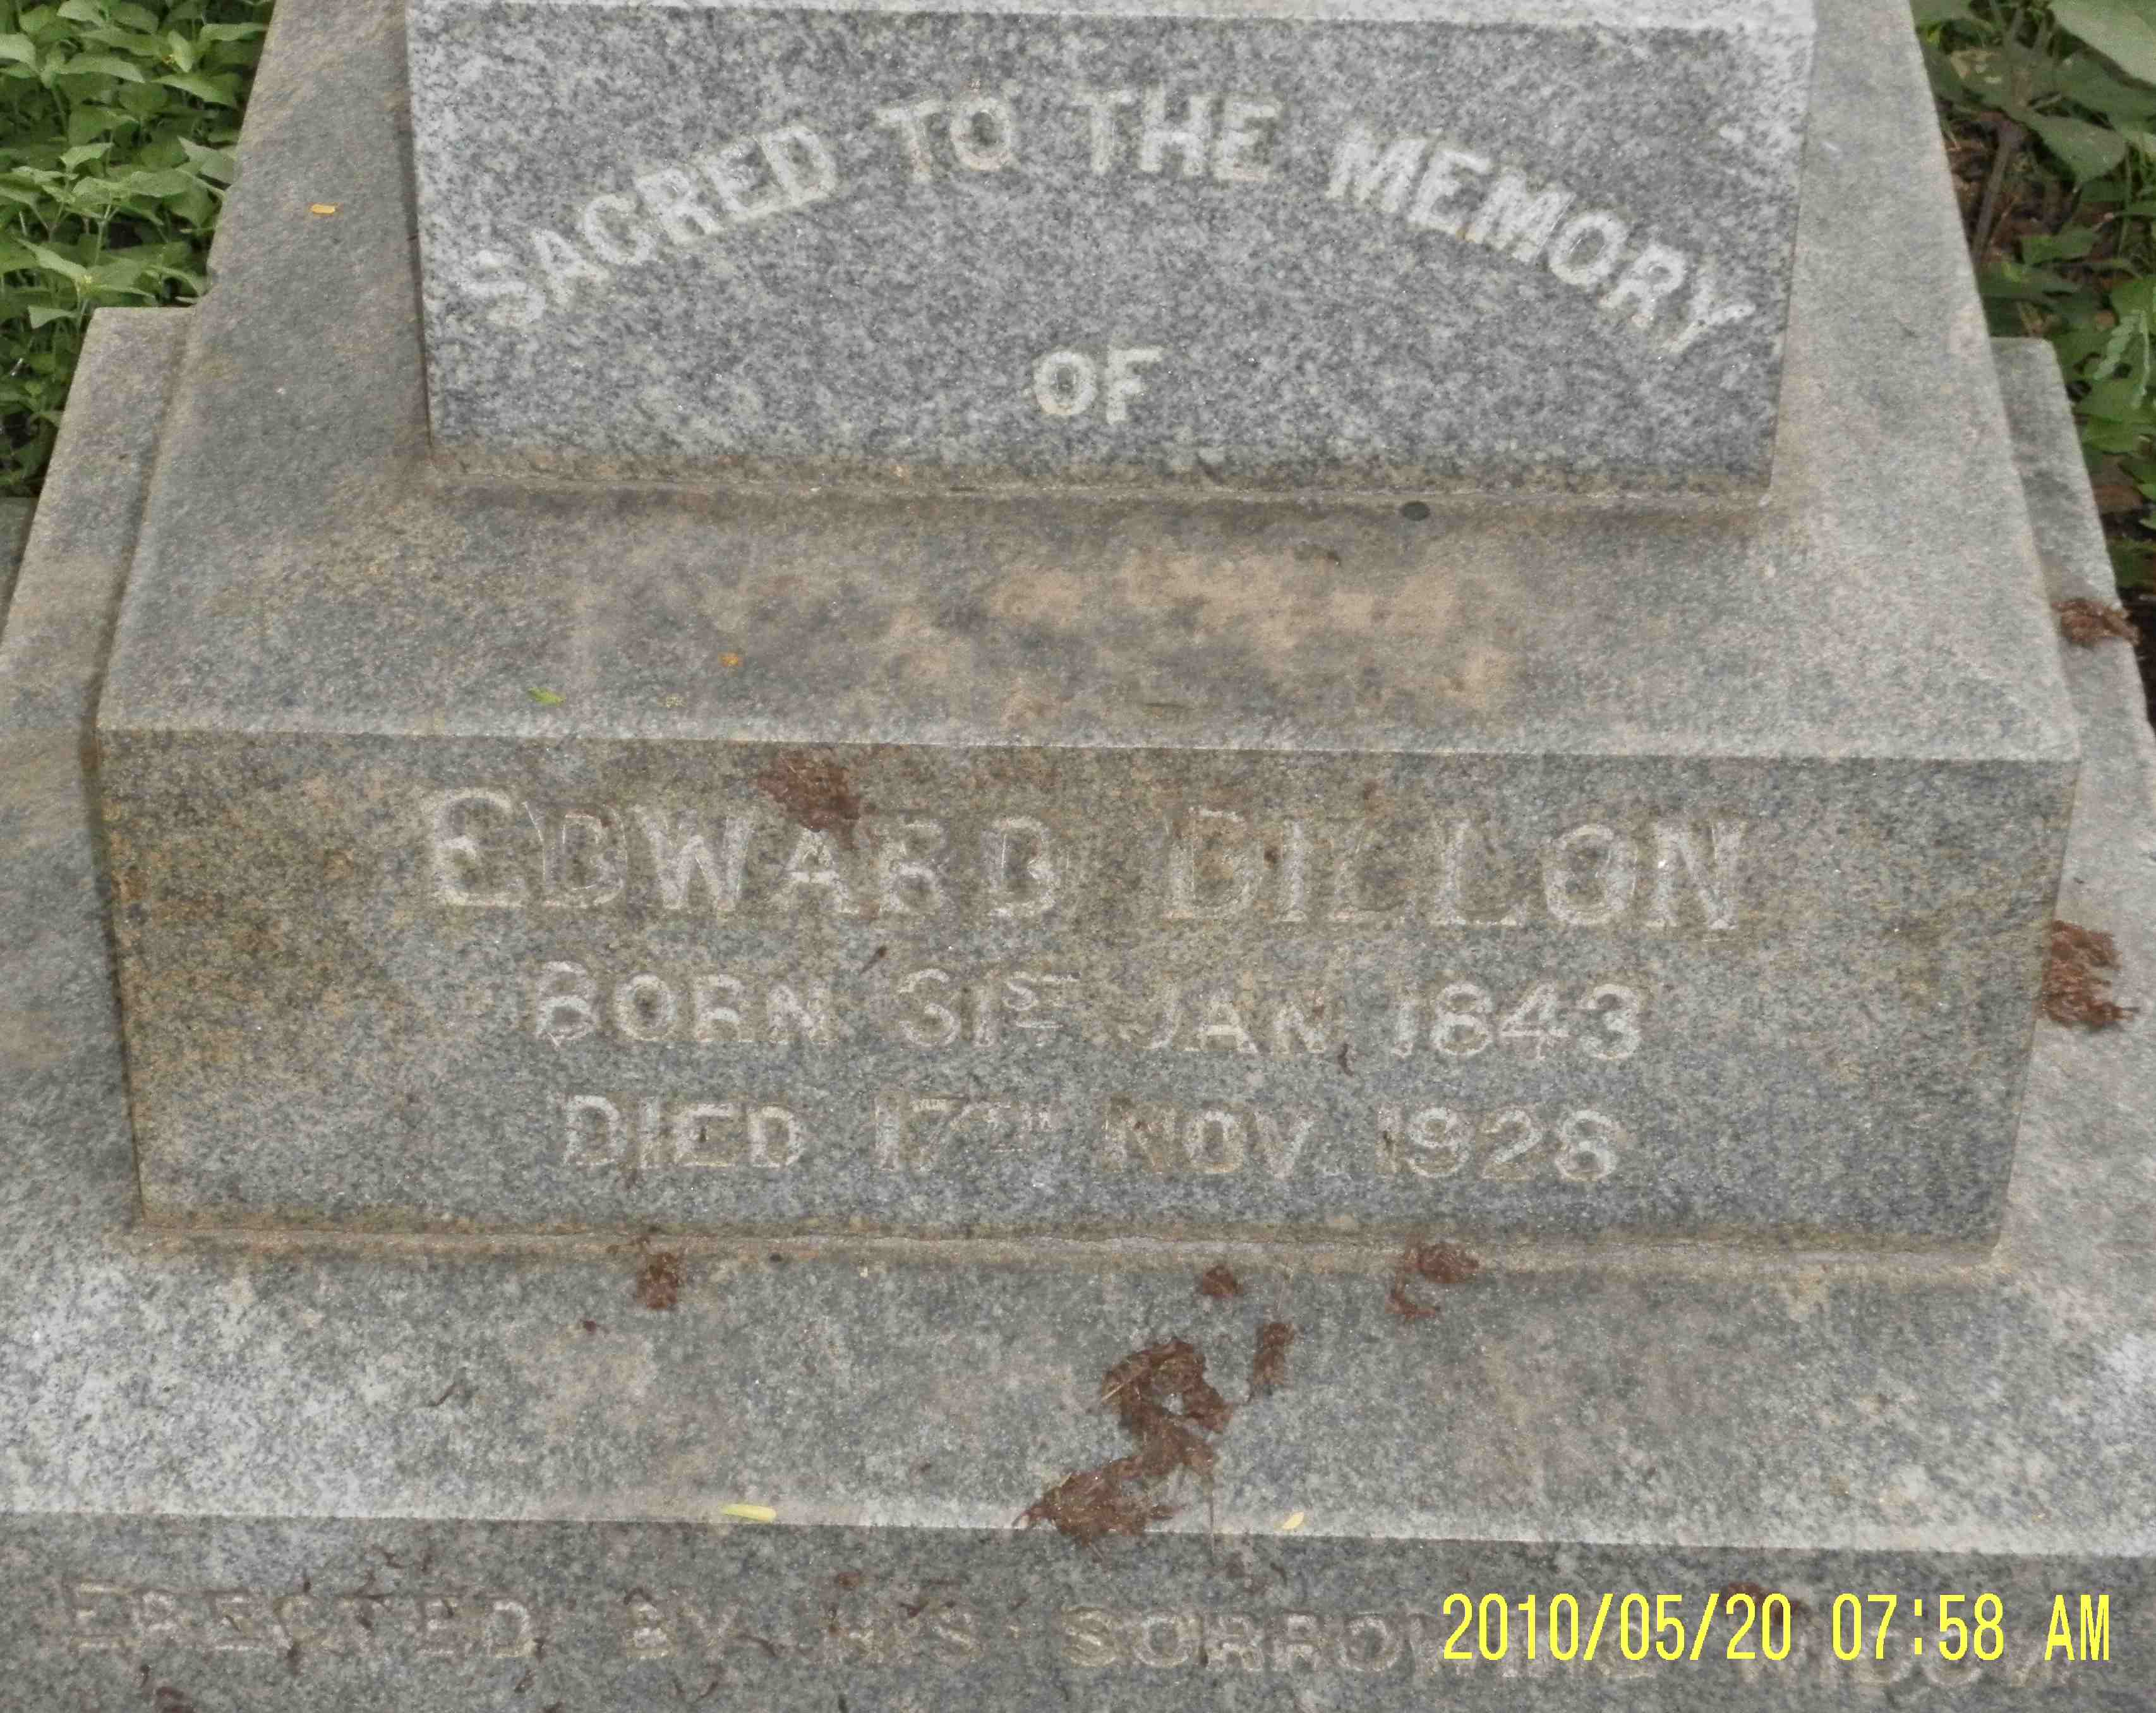 SACRED TO THE MEMORY
OF
EDWARD DILLON
BORN 31ST JAN. 1843
DIED 17TH NOV. 1928
ERECTED BY HIS SORROWING WIDOW
2010/05/20 07:58 AM